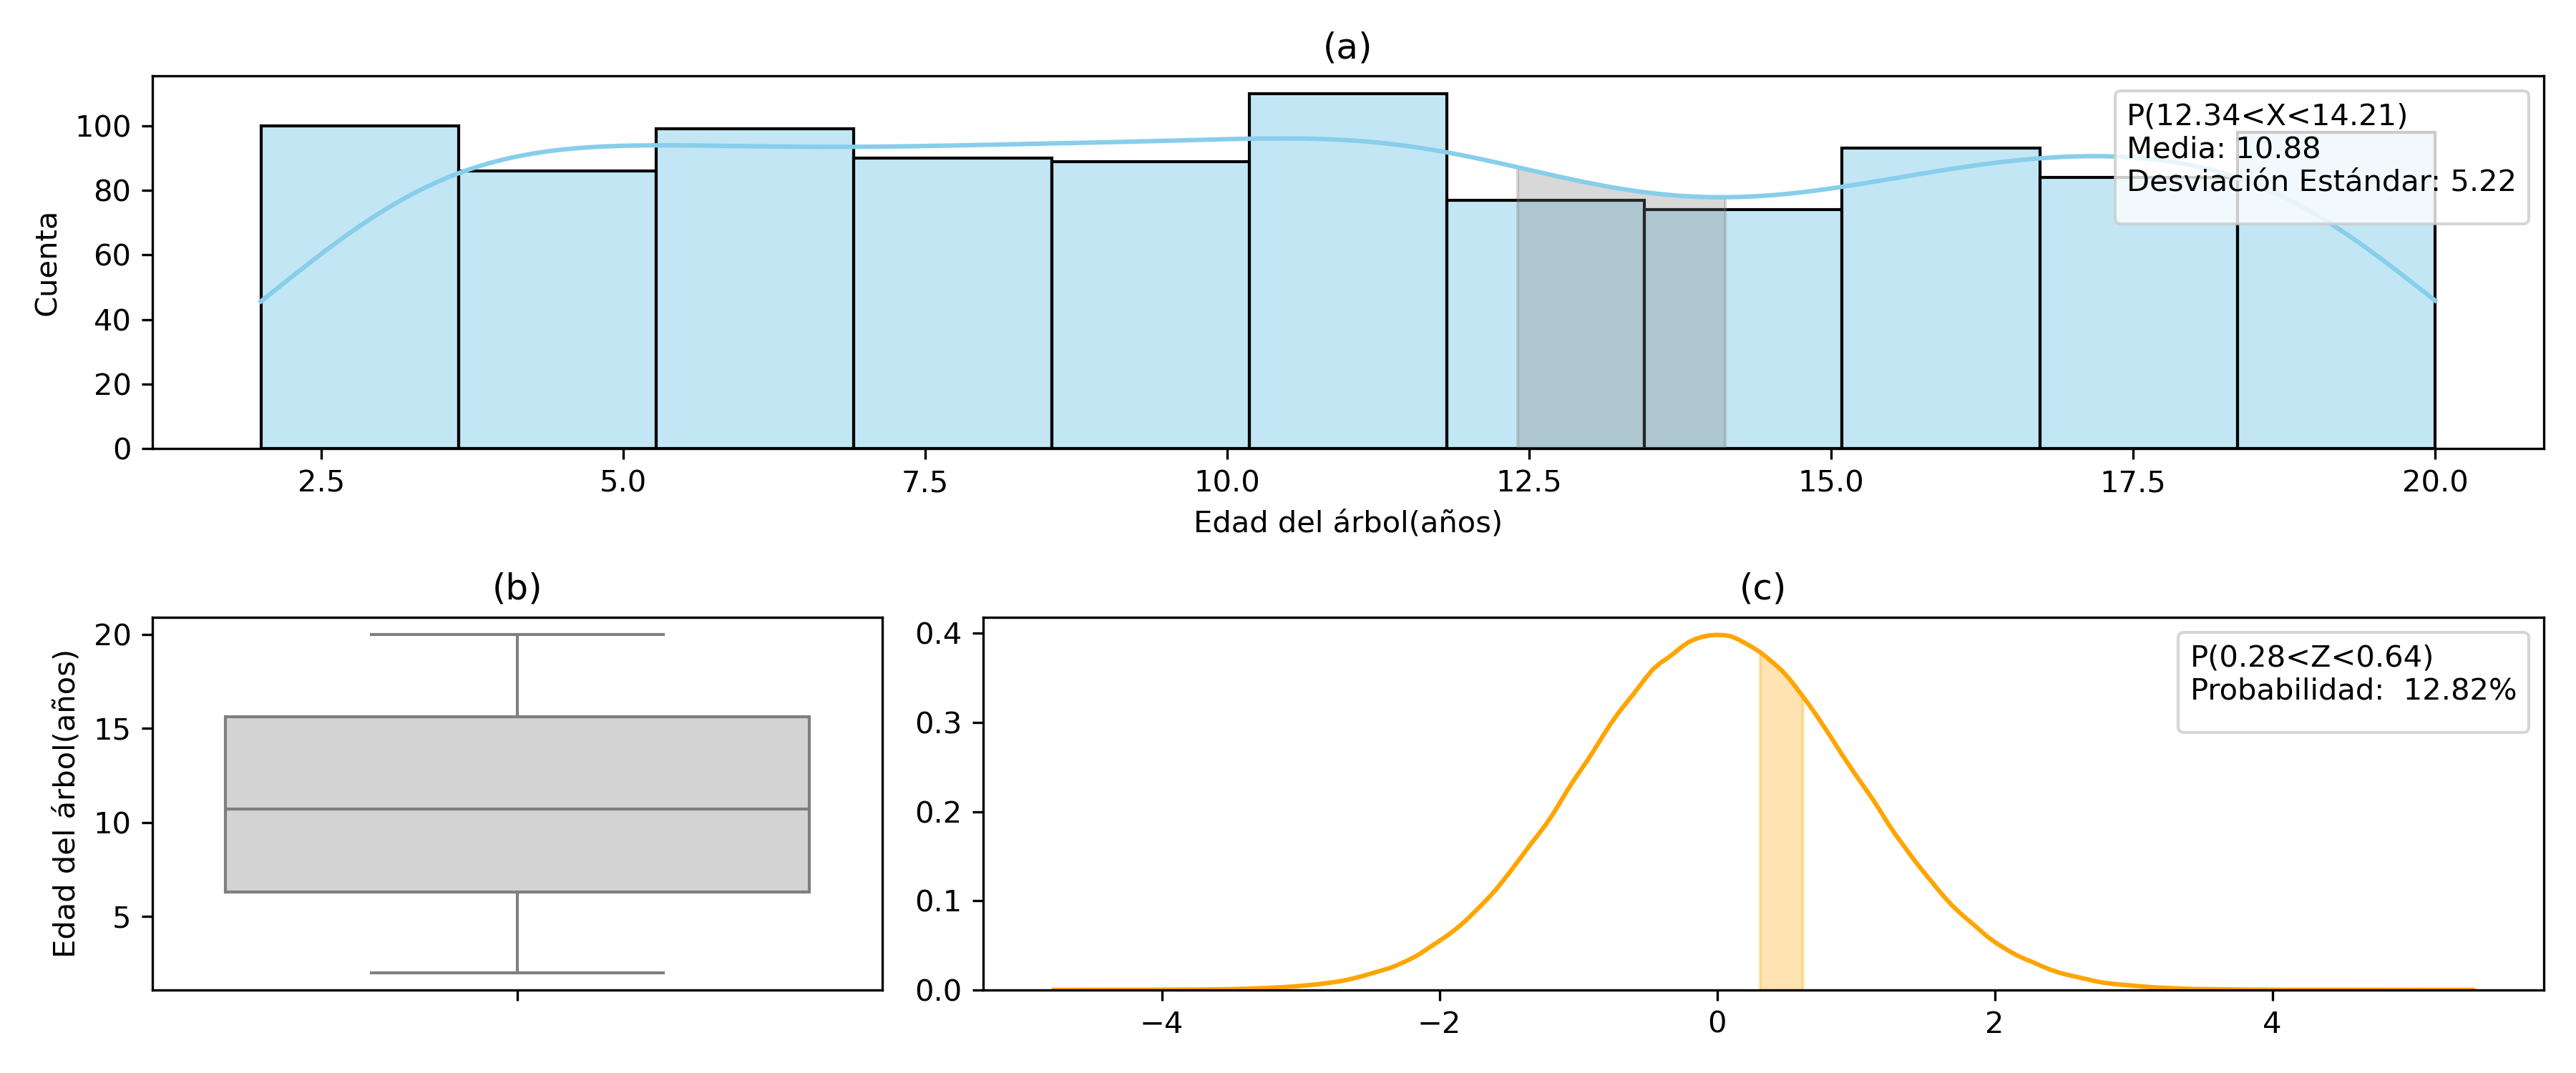 (a)
Cuenta
100
80
60
40
20
0
P(12.34<X<14.21)
Media: 10.88
Desviación Estándar: 5.22
2.5 5.0 7.5 10.0 12.5 15.0 17.5 20.0
Edad del árbol(años)
(b)
Edad del árbol(años)
20
15
10
5
(c)
0.4
0.3
0.2
0.1
0.0
P(0.28<Z<0.64)
Probabilidad: 12.82%
−4 −2 0 2 4